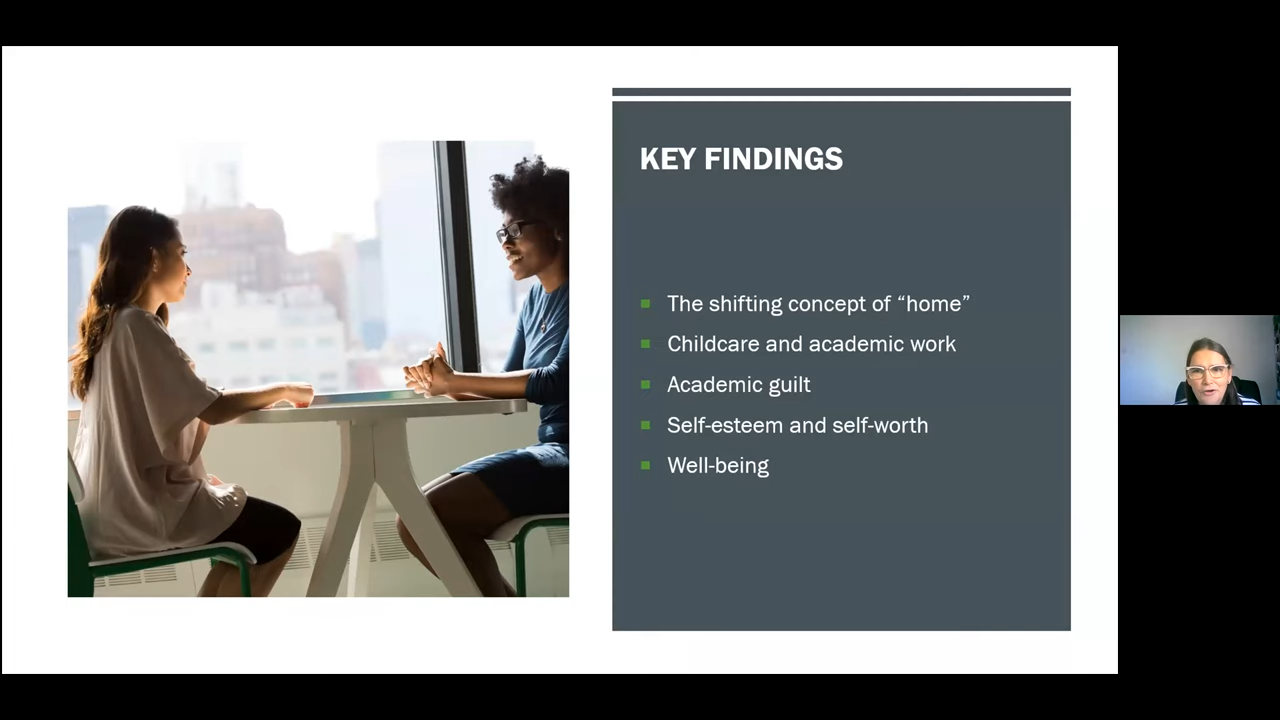 KEY FINDINGS
The shifting concept of “home”
Childcare and academic work
Academic guilt
Self-esteem and self-worth
Well-being